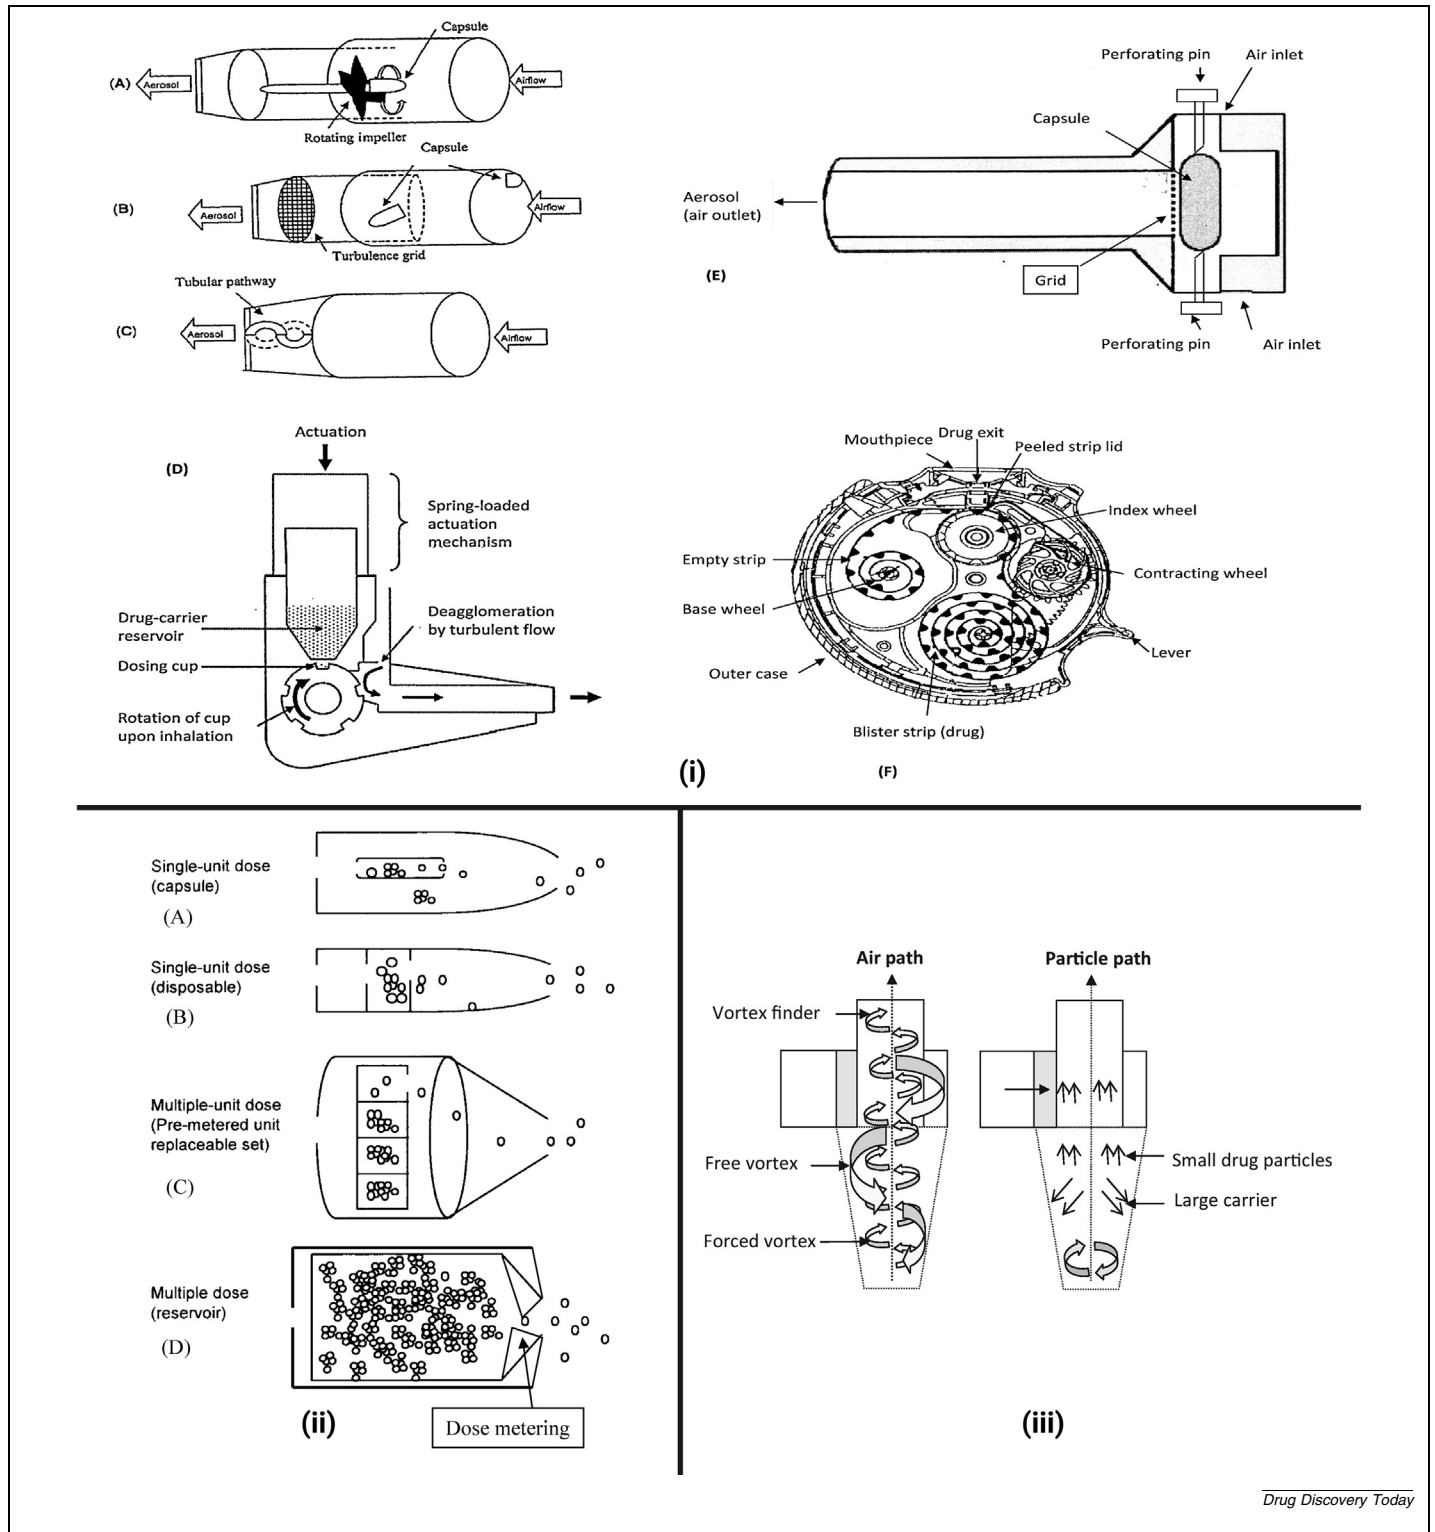 Capsule
(A)
Aerosol
Airflow
Rotating impeller
Capsule
(B)
Aerosol
Airflow
Turbulence grid
Tubular pathway
(C)
Aerosol
Airflow
Perforating pin
Air inlet
Capsule
Aerosol
(air outlet)
(E)
Grid
Perforating pin
Air inlet
Actuation
(D)
Spring-loaded
actuation
mechanism
Drug-carrier
reservoir
Deagglomeration
by turbulent flow
Dosing cup
Rotation of cup
upon inhalation
Mouthpiece
Drug exit
Peeled strip lid
Index wheel
Empty strip
Contracting wheel
Base wheel
Lever
Outer case
Blister strip (drug)
(F)
(i)
Single-unit dose
(capsule)
(A)
Single-unit dose
(disposable)
(B)
Multiple-unit dose
(Pre-metered unit
replaceable set)
(C)
Multiple dose
(reservoir)
(D)
Dose metering
(ii)
Air path
Particle path
Vortex finder
Free vortex
Small drug particles
Large carrier
Forced vortex
(iii)
Drug Discovery Today